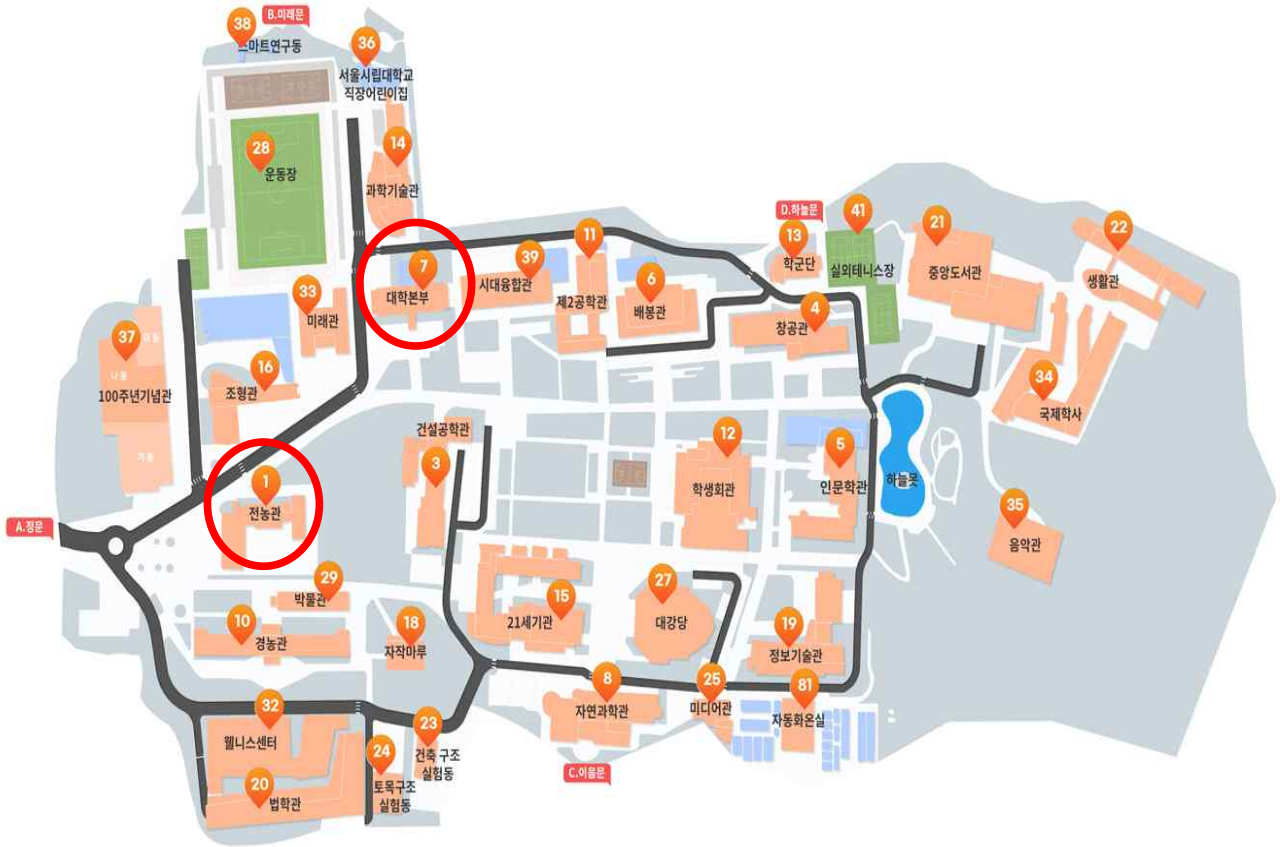 38
B.미래문
스마트연구동
36
서울시립대학교
직장어린이집
28
운동장
14
과학기술관
7
대학본부
39
시대융합관
11
제2공학관
6
배봉관
D.하늘문
13
학군단
41
실외테니스장
21
중앙도서관
22
생활관
4
창공관
33
미래관
37
다동
나동
100주년기념관
가동
16
조형관
34
국제학사
건설공학관
3
12
학생회관
5
인문학관
하늘못
1
전농관
A.정문
35
음악관
29
박물관
10
경농관
18
자작마루
15
21세기관
27
대강당
19
정보기술관
8
자연과학관
25
미디어관
81
자동화온실
32
웰니스센터
23
건축 구조
실험동
24
토목구조
실험동
20
법학관
C.이음문